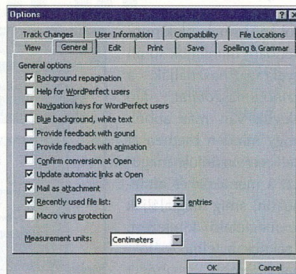 Options
Track Changes User Information Compatibility File Locations
View General Edit Print Save Spelling & Grammar
General options
Background repagination
Help for WordPerfect users
Navigation keys for WordPerfect users
Blue background, white text
Provide feedback with sound
Provide feedback with animation
Confirm conversion at Open
Update automatic links at Open
Mail as attachment
Recently used file list: 9 entries
Macro virus protection
Measurement units: Centimeters
OK Cancel